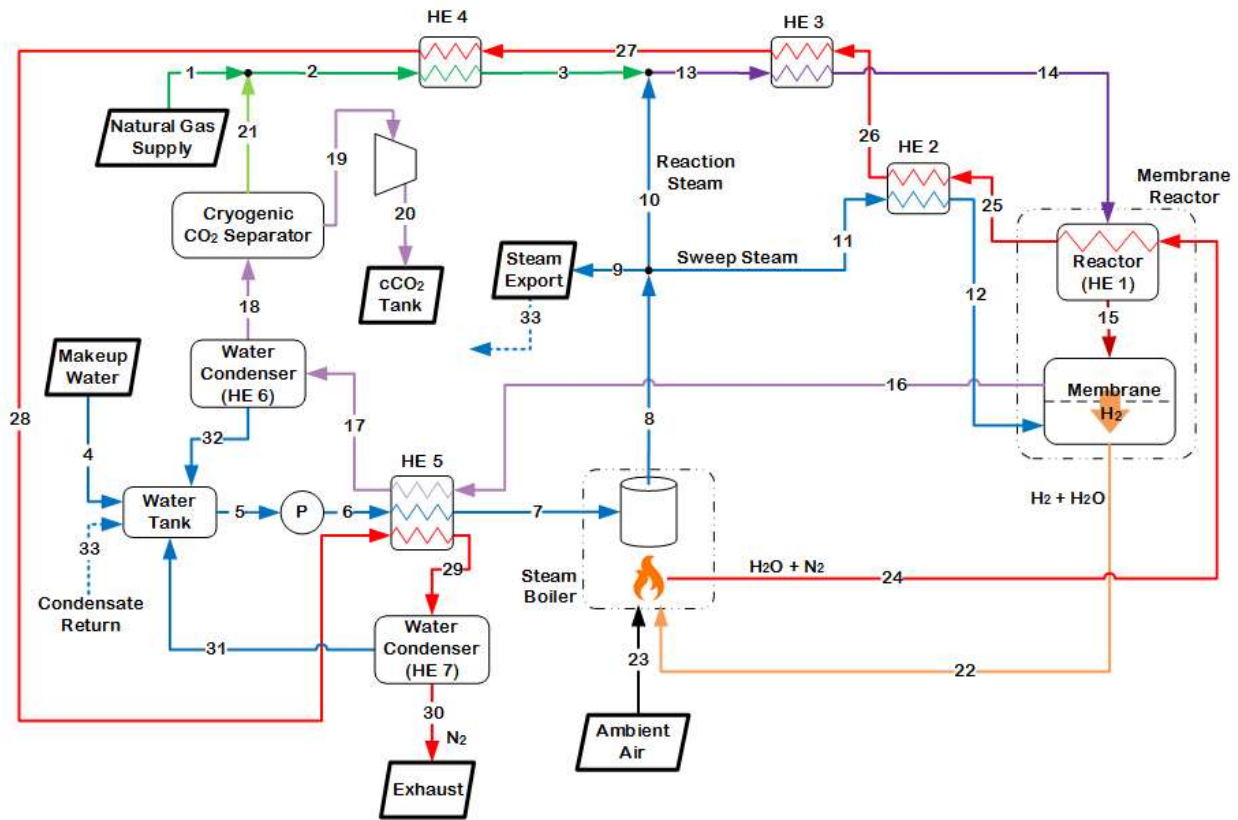 HE 4
HE 3
27
1
2
3
13
14
Natural Gas
Supply
21
19
26
HE 2
Reaction
Steam
Membrane
Reactor
25
Cryogenic
CO₂ Separator
20
10
11
Reactor
(HE 1)
Steam
Export
9
Sweep Steam
12
cCO₂
Tank
18
33
15
Makeup
Water
Water
Condenser
(HE 6)
16
Membrane
H₂
28
17
8
32
4
HE 5
H₂ + H₂O
Water
Tank
5
P
6
7
33
29
Steam
Boiler
H₂O + N₂
24
Condensate
Return
Water
Condenser
(HE 7)
31
23
22
30
N₂
Ambient
Air
Exhaust